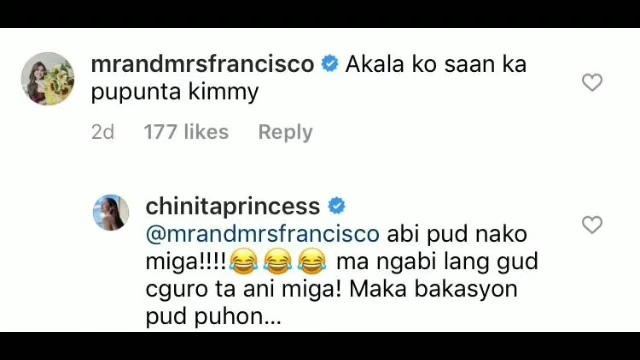 mrandmrsfrancisco Akala ko saan ka
pupunta kimmy
2d 177 likes Reply
chinitaprincess
@mrandmrsfrancisco abi pud nako
miga!!!!😂😂😂 ma ngabi lang gud
cguro ta ani miga! Maka bakasyon
pud puhon...